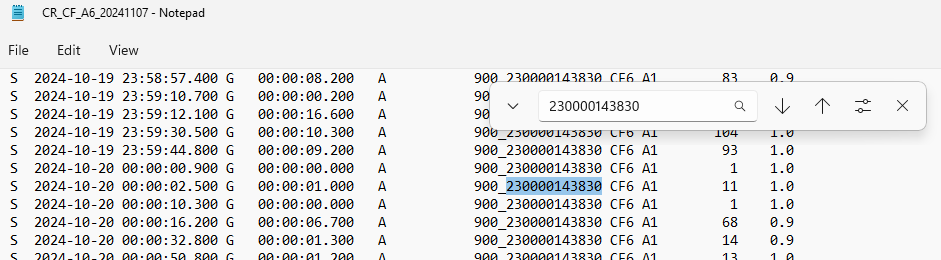 CR_CF_A6_20241107 - Notepad
File Edit View
S 2024-10-19 23:58:57.400 G 00:00:08.200 A 900_230000143830 CF6 A1 83 0.9
S 2024-10-19 23:59:10.700 G 00:00:00.200 A 900_
230000143830
S 2024-10-19 23:59:12.100 G 00:00:16.600 A 900_
S 2024-10-19 23:59:30.500 G 00:00:10.300 A 900_230000143830 CF6 A1 104 1.0
S 2024-10-19 23:59:44.800 G 00:00:09.200 A 900_230000143830 CF6 A1 93 1.0
S 2024-10-20 00:00:00.900 G 00:00:00.000 A 900_230000143830 CF6 A1 1 1.0
S 2024-10-20 00:00:02.500 G 00:00:01.000 A 900_230000143830 CF6 A1 11 1.0
S 2024-10-20 00:00:10.300 G 00:00:00.000 A 900_230000143830 CF6 A1 1 1.0
S 2024-10-20 00:00:16.200 G 00:00:06.700 A 900_230000143830 CF6 A1 68 0.9
S 2024-10-20 00:00:32.800 G 00:00:01.300 A 900_230000143830 CF6 A1 14 0.9
S 2024-10-20 00:00:50.800 G 00:00:01.200 A 900_230000143830 CF6 A1 13 1.0